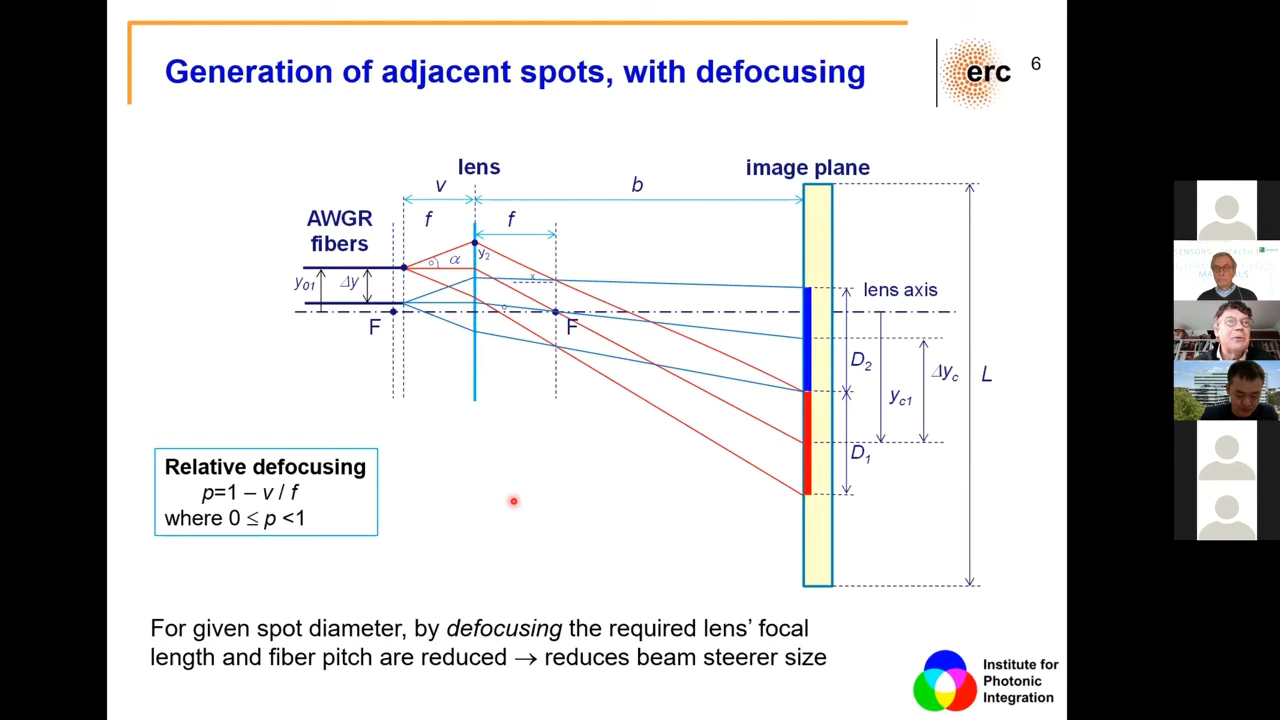 Generation of adjacent spots, with defocusing
erc
6
lens
image plane
v
b
AWGR
fibers
f
f
α
y2
y01
Δy
x
lens axis
F
F
D2
Δyc
L
yc1
D1
Relative defocusing
p=1 – v / f
where 0 ≤ p <1
For given spot diameter, by defocusing the required lens' focal
length and fiber pitch are reduced → reduces beam steerer size
Institute for
Photonic
Integration